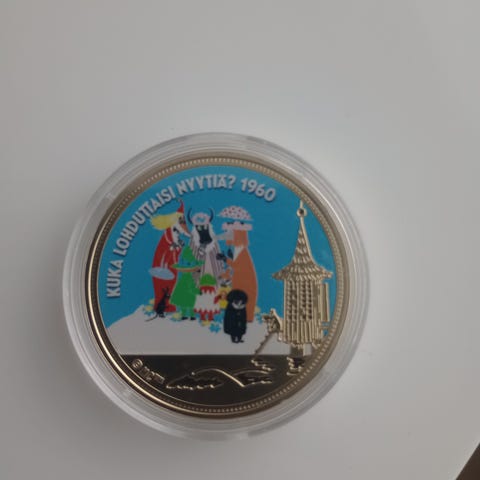 KUKA LOHDUTTAISI NYYTIÄ? 1960